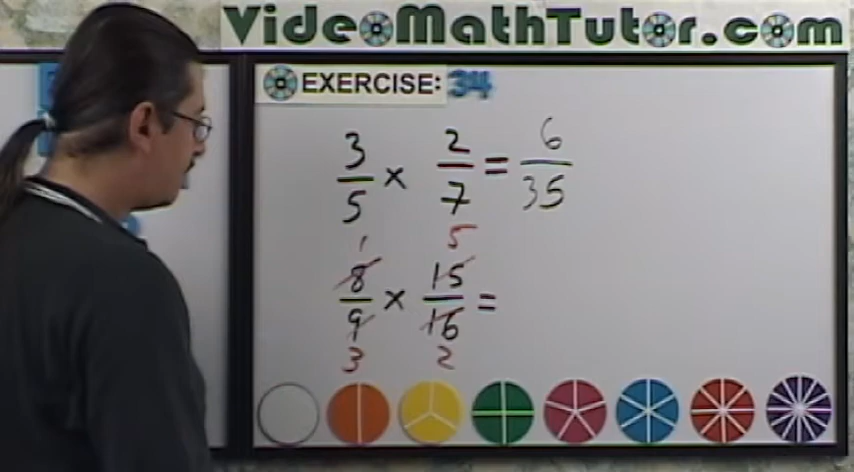 VideoMathTutor.com
EXERCISE: 34
3/5 × 2/7 = 6/35
1 5
8/9 × 15/16 =
3 2